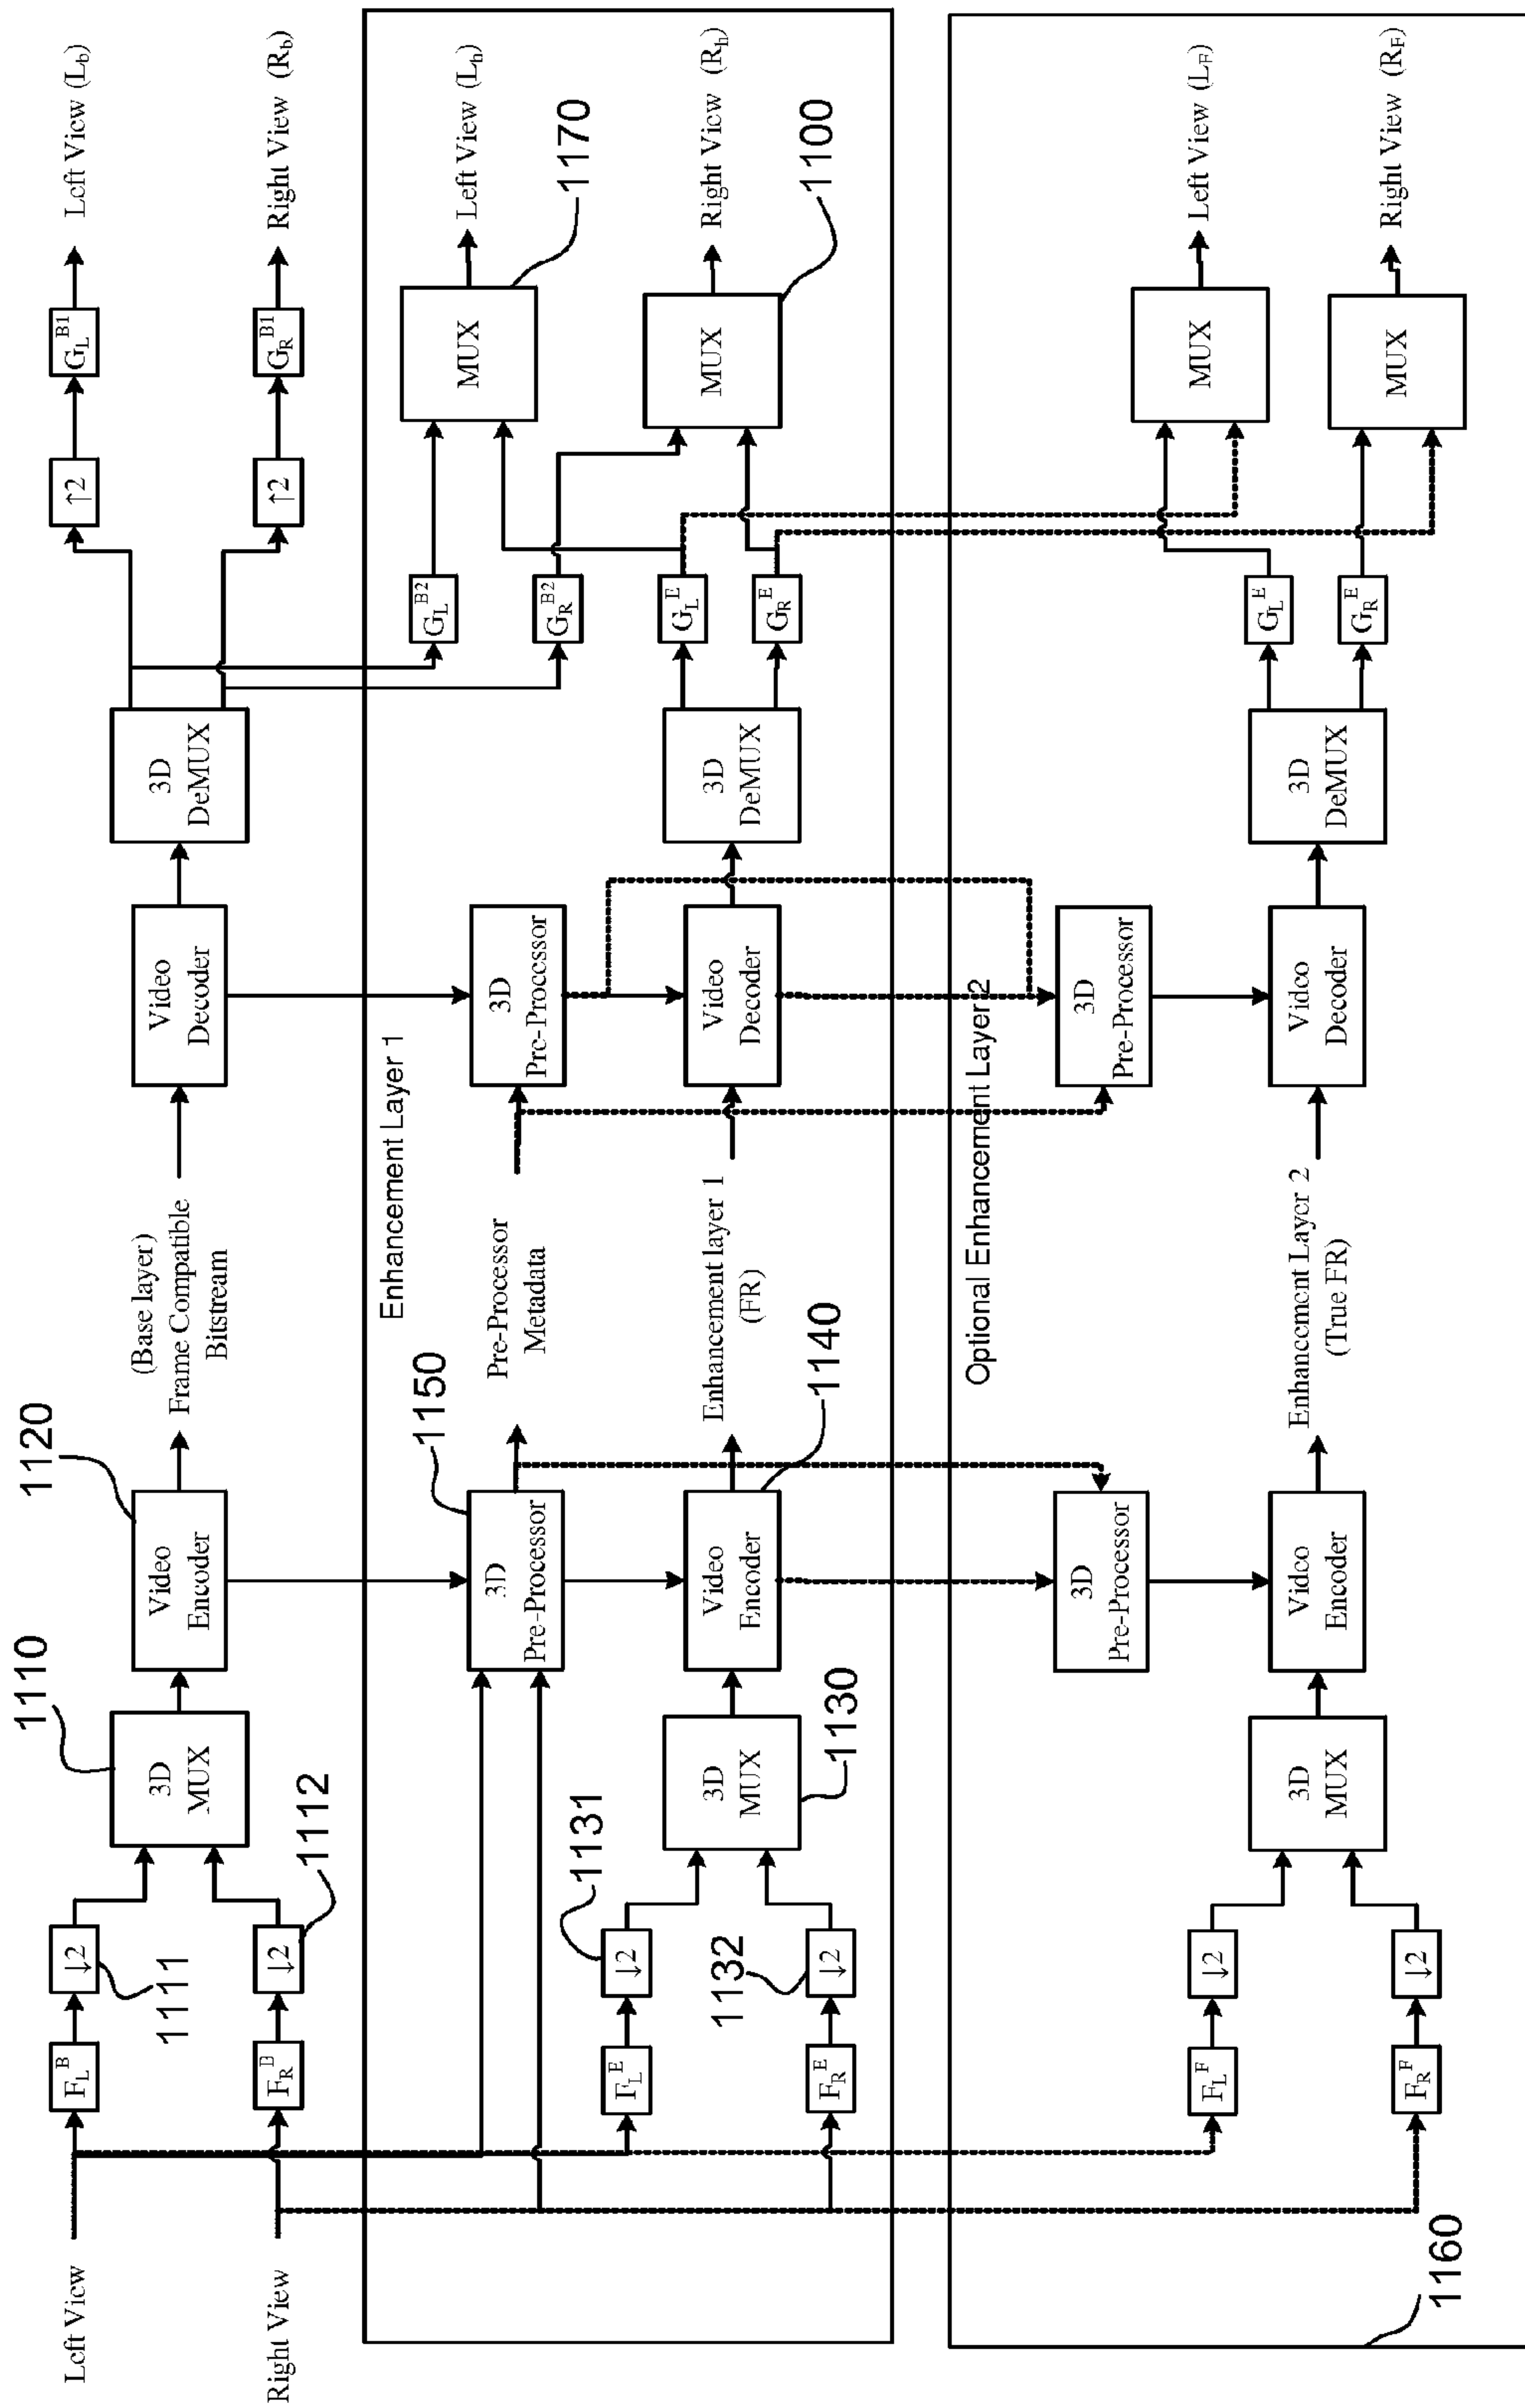 Left View
Right View
F_L^B
F_R^B
↓2
↓2
1111
1112
3D
MUX
1110
Video
Encoder
1120
(Base layer)
Frame Compatible
Bitstream
Video
Decoder
3D
DeMUX
↑2
↑2
G_L^B1
G_R^B1
Left View (L_b)
Right View (R_b)
Enhancement Layer 1
F_L^E
F_R^E
↓2
↓2
1131
1132
3D
MUX
1130
3D
Pre-Processor
1150
Video
Encoder
1140
Pre-Processor
Metadata
Enhancement layer 1
(FR)
3D
Pre-Processor
Video
Decoder
3D
DeMUX
G_L^B2
G_R^B2
G_L^E
G_R^E
MUX
MUX
1170
1100
Left View (L_h)
Right View (R_h)
Optional Enhancement Layer 2
1160
F_L^F
F_R^F
↓2
↓2
3D
MUX
3D
Pre-Processor
Video
Encoder
Enhancement Layer 2
(True FR)
3D
Pre-Processor
Video
Decoder
3D
DeMUX
G_L^E
G_R^E
MUX
MUX
Left View (L_F)
Right View (R_F)